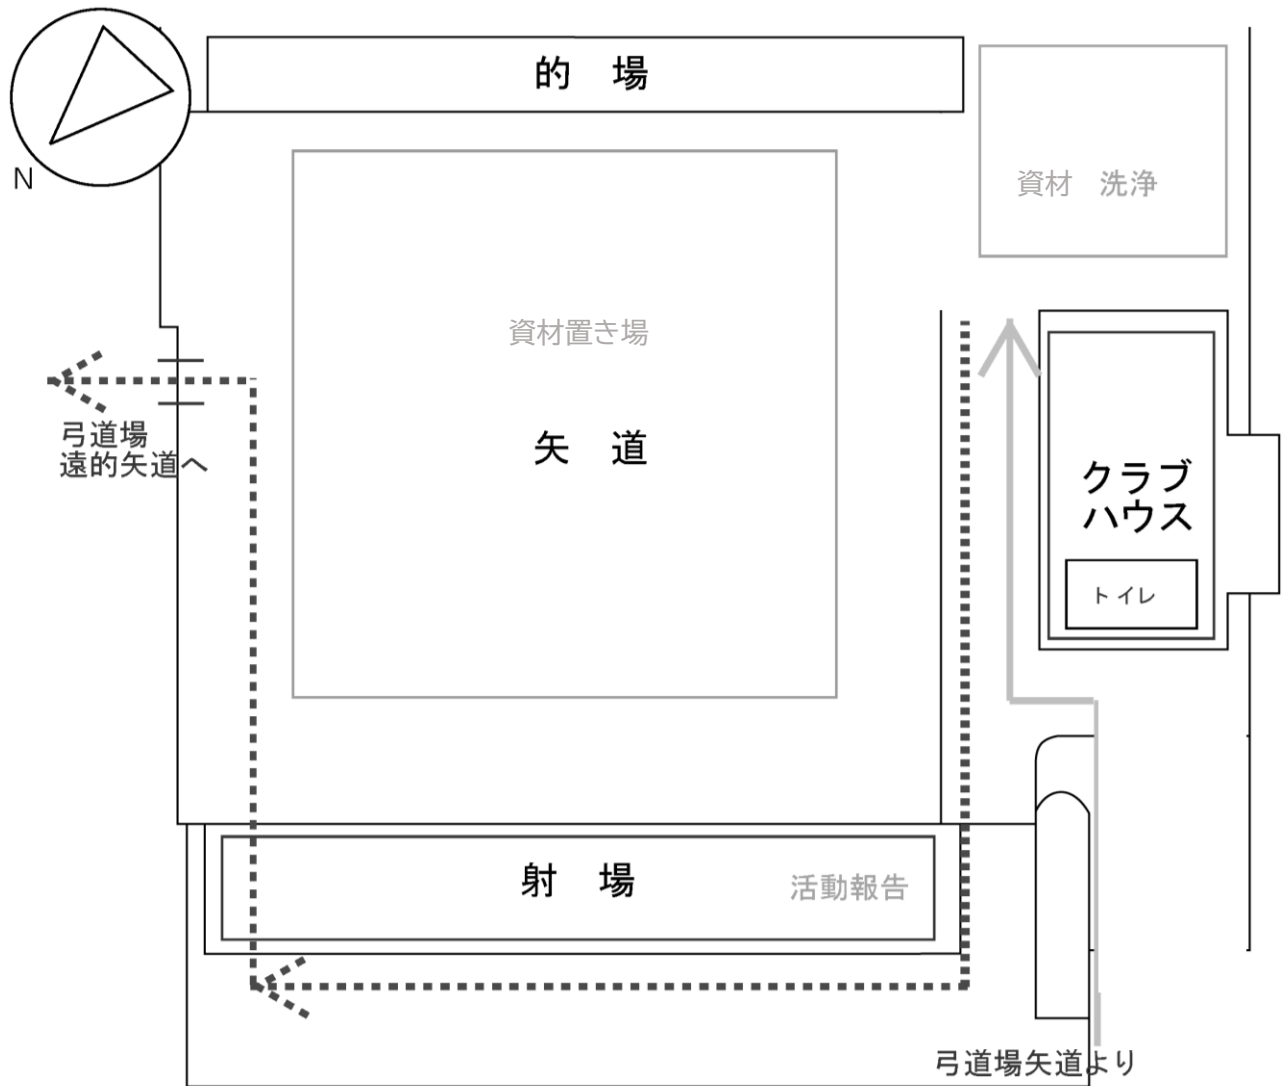 的 場
N
資材 洗浄
資材置き場
弓道場
遠的矢道へ
矢 道
クラブ
ハウス
トイレ
射 場
活動報告
弓道場矢道より